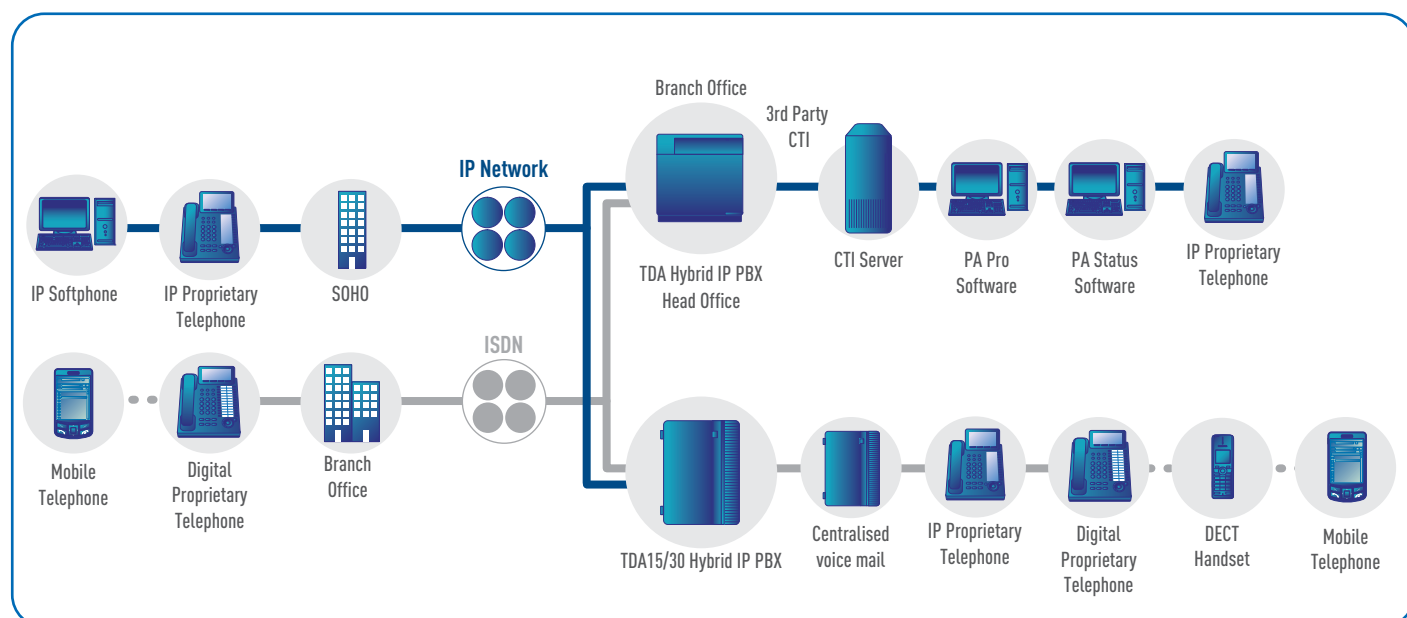 Branch Office
3rd Party
CTI
IP Network
IP Softphone
IP Proprietary
Telephone
SOHO
TDA Hybrid IP PBX
Head Office
CTI Server
PA Pro
Software
PA Status
Software
IP Proprietary
Telephone
ISDN
Mobile
Telephone
Digital
Proprietary
Telephone
Branch
Office
TDA15/30 Hybrid IP PBX
Centralised
voice mail
IP Proprietary
Telephone
Digital
Proprietary
Telephone
DECT
Handset
Mobile
Telephone